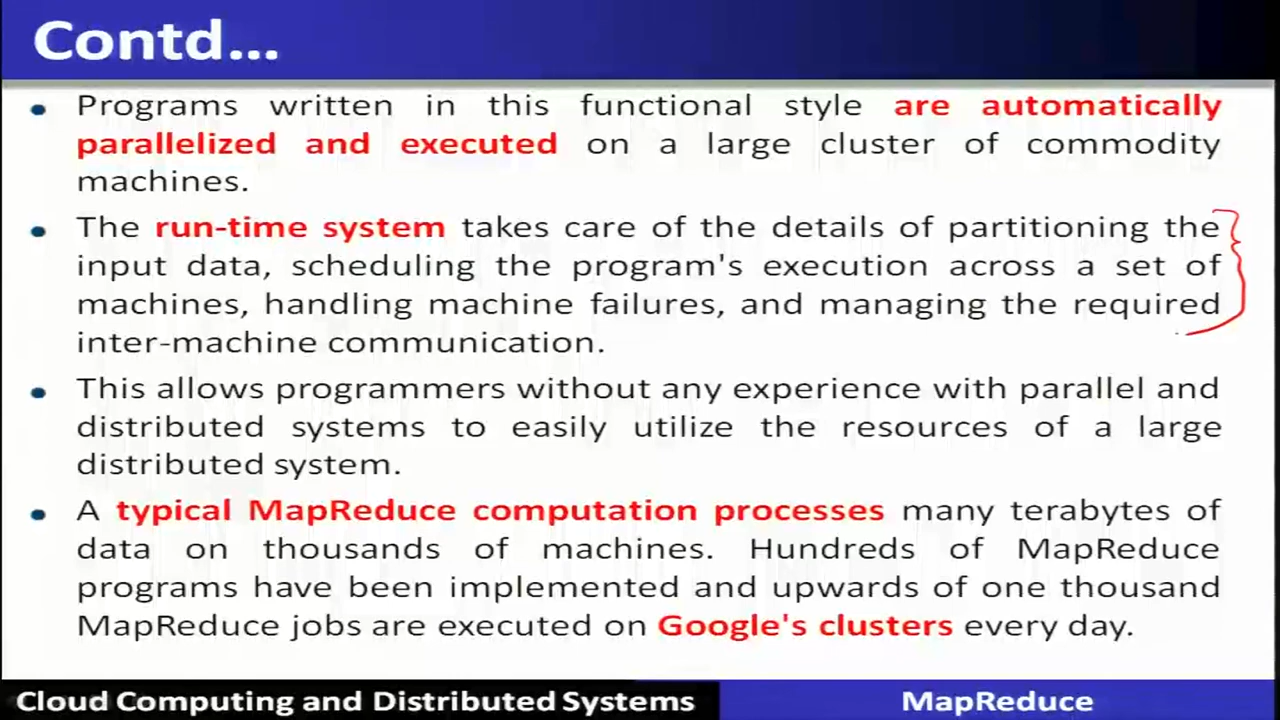 Contd...
• Programs written in this functional style are automatically
parallelized and executed on a large cluster of commodity
machines.
• The run-time system takes care of the details of partitioning the
input data, scheduling the program's execution across a set of
machines, handling machine failures, and managing the required
inter-machine communication.
• This allows programmers without any experience with parallel and
distributed systems to easily utilize the resources of a large
distributed system.
• A typical MapReduce computation processes many terabytes of
data on thousands of machines. Hundreds of MapReduce
programs have been implemented and upwards of one thousand
MapReduce jobs are executed on Google's clusters every day.
Cloud Computing and Distributed Systems
MapReduce